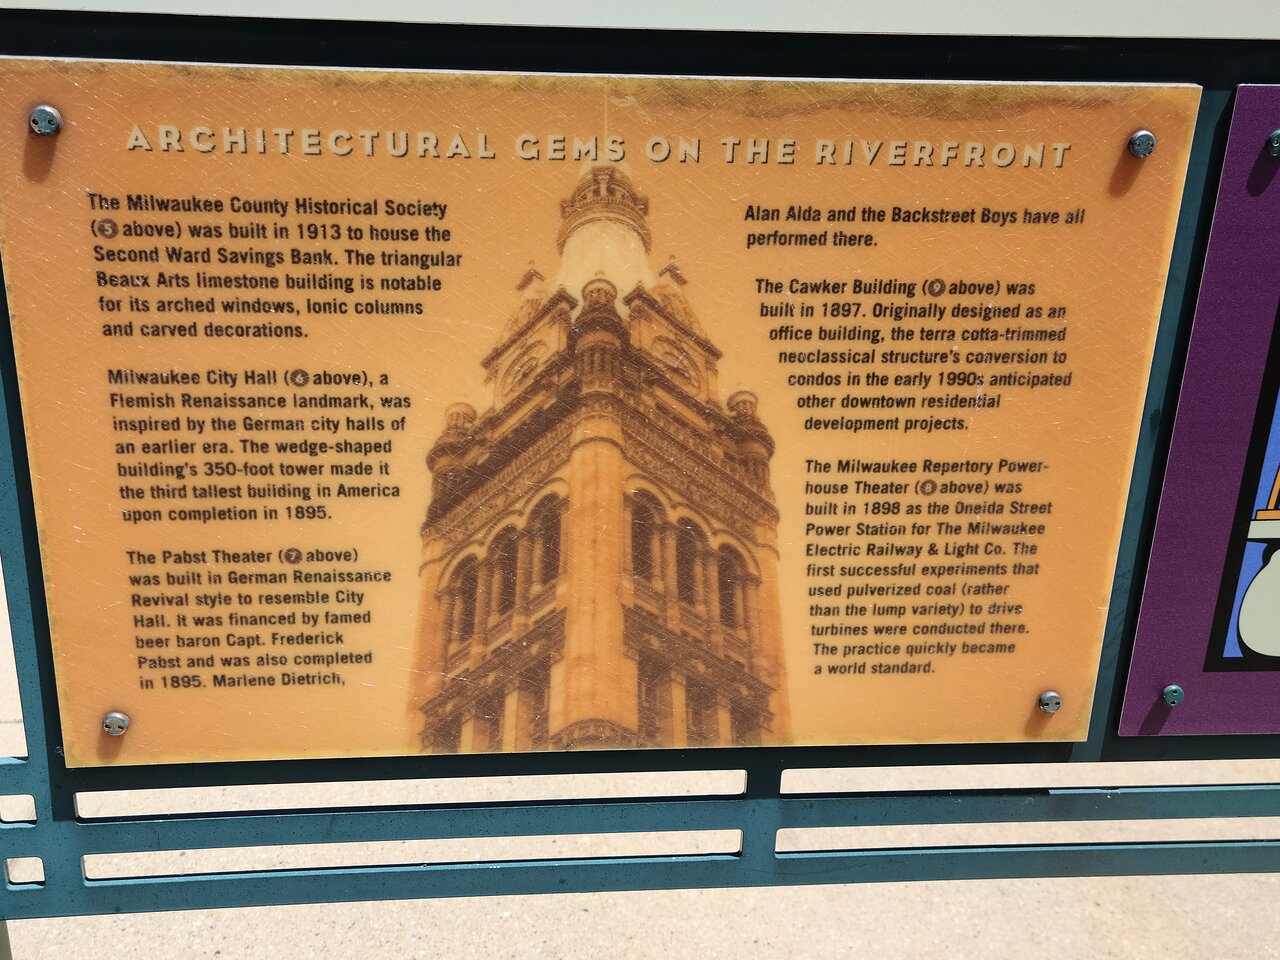 ARCHITECTURAL GEMS ON THE RIVERFRONT
The Milwaukee County Historical Society
(5 above) was built in 1913 to house the
Second Ward Savings Bank. The triangular
Beaux Arts limestone building is notable
for its arched windows, Ionic columns
and carved decorations.
Milwaukee City Hall (6 above), a
Flemish Renaissance landmark, was
inspired by the German city halls of
an earlier era. The wedge-shaped
building's 350-foot tower made it
the third tallest building in America
upon completion in 1895.
The Pabst Theater (7 above)
was built in German Renaissance
Revival style to resemble City
Hall. It was financed by famed
beer baron Capt. Frederick
Pabst and was also completed
in 1895. Marlene Dietrich,
Alan Alda and the Backstreet Boys have all
performed there.
The Cawker Building (9 above) was
built in 1897. Originally designed as an
office building, the terra cotta-trimmed
neoclassical structure's conversion to
condos in the early 1990s anticipated
other downtown residential
development projects.
The Milwaukee Repertory Power-
house Theater (8 above) was
built in 1898 as the Oneida Street
Power Station for The Milwaukee
Electric Railway & Light Co. The
first successful experiments that
used pulverized coal (rather
than the lump variety) to drive
turbines were conducted there.
The practice quickly became
a world standard.